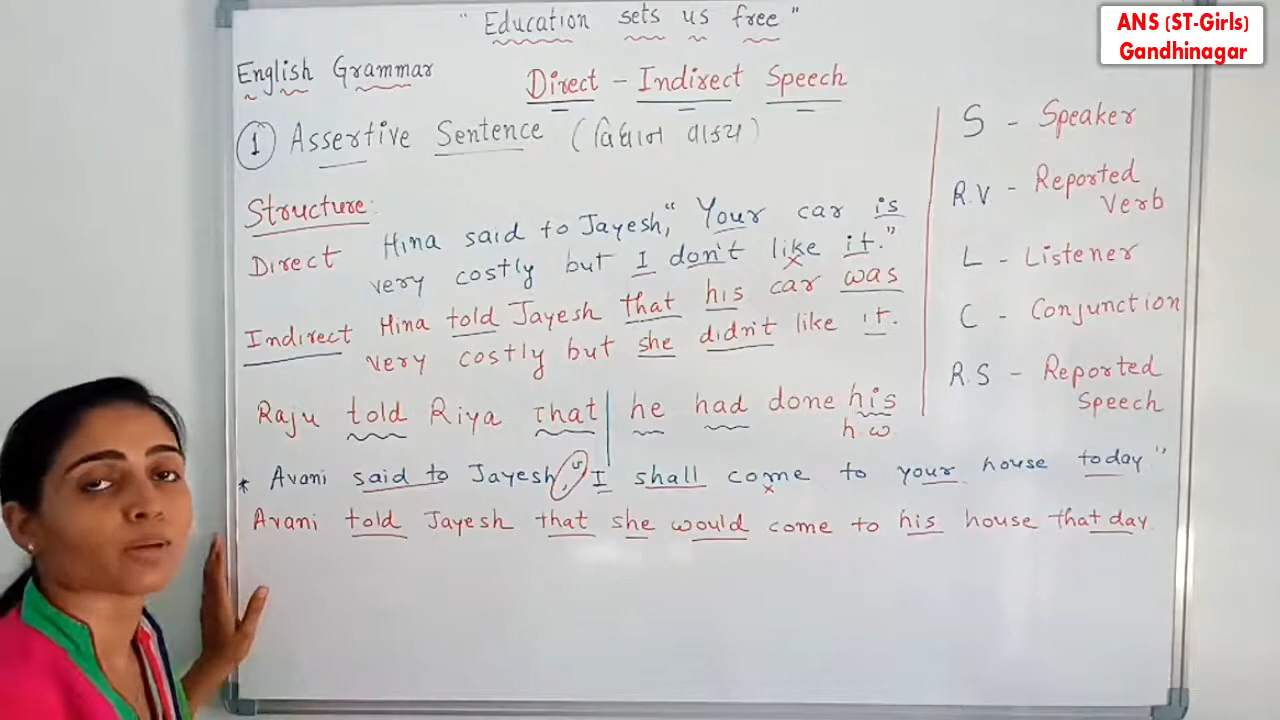 "Education sets us free"
ANS (ST-Girls)
Gandhinagar
English Grammar
Direct - Indirect Speech
1 Assertive Sentence (વિધાન વાક્ય)
Structure:
Direct Hina said to Jayesh, "Your car is
very costly but I don't like it."
Indirect Hina told Jayesh that his car was
very costly but she didn't like it.
Raju told Riya that he had done his
h.w
* Avani said to Jayesh, "I shall come to your house today"
Avani told Jayesh that she would come to his house that day.
S - Speaker
R.V - Reported
Verb
L - Listener
C - Conjunction
R.S - Reported
Speech